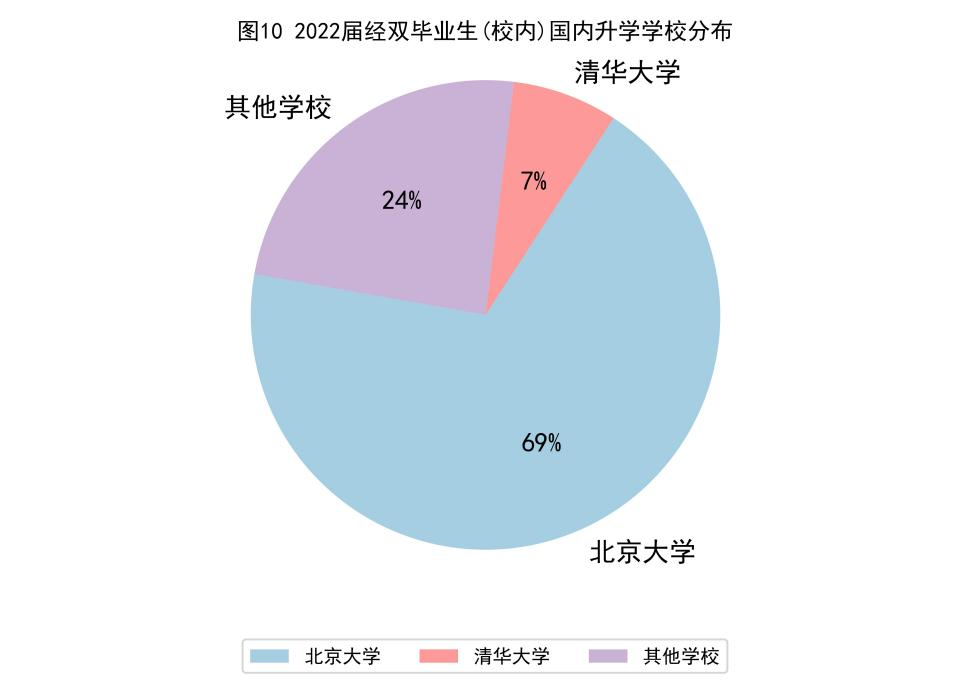 图10 2022届经双毕业生(校内)国内升学学校分布
清华大学
其他学校
7%
24%
69%
北京大学
北京大学 清华大学 其他学校